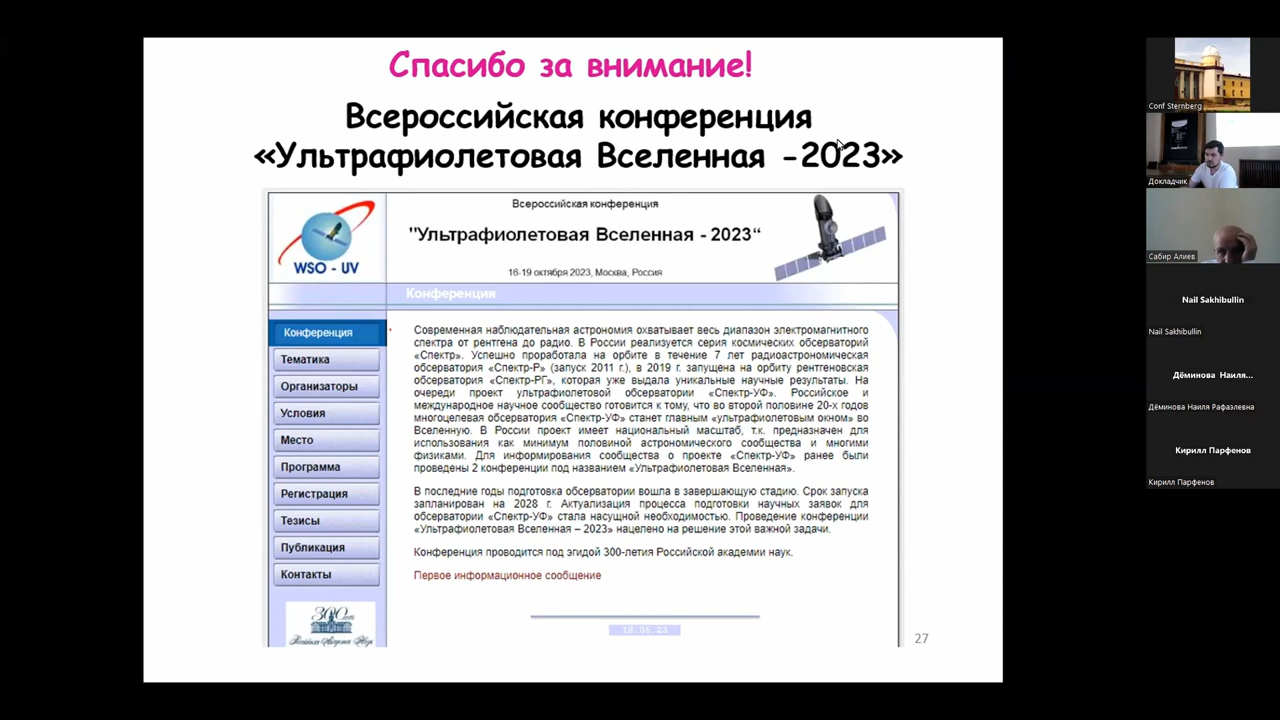 Спасибо за внимание!
Всероссийская конференция
«Ультрафиолетовая Вселенная -2023»
WSO - UV
Всероссийская конференция
"Ультрафиолетовая Вселенная - 2023“
16-19 октября 2023, Москва, Россия
Конференция
Конференция
Тематика
Организаторы
Условия
Место
Программа
Регистрация
Тезисы
Публикация
Контакты
Современная наблюдательная астрономия охватывает весь диапазон электромагнитного
спектра от рентгена до радио. В России реализуется серия космических обсерваторий
«Спектр». Успешно проработала на орбите в течение 7 лет радиоастрономическая
обсерватория «Спектр-Р» (запуск 2011 г.), в 2019 г. запущена на орбиту рентгеновская
обсерватория «Спектр-РГ», которая уже выдала уникальные научные результаты. На
очереди проект ультрафиолетовой обсерватории «Спектр-УФ». Российское и
международное научное сообщество готовится к тому, что во второй половине 20-х годов
многоцелевая обсерватория «Спектр-УФ» станет главным «ультрафиолетовым окном» во
Вселенную. В России проект имеет национальный масштаб, т.к. предназначен для
использования как минимум половиной астрономического сообщества и многими
физиками. Для информирования сообщества о проекте «Спектр-УФ» ранее были
проведены 2 конференции под названием «Ультрафиолетовая Вселенная».
В последние годы подготовка обсерватории вошла в завершающую стадию. Срок запуска
запланирован на 2028 г. Актуализация процесса подготовки научных заявок для
обсерватории «Спектр-УФ» стала насущной необходимостью. Проведение конференции
«Ультрафиолетовая Вселенная – 2023» нацелено на решение этой важной задачи.
Конференция проводится под эгидой 300-летия Российской академии наук.
Первое информационное сообщение
18.05.23
27
Conf Sternberg
Докладчик
Сабир Алиев
Nail Sakhibullin
Nail Sakhibullin
Дёминова Наиля...
Дёминова Наиля Рафаэлевна
Кирилл Парфенов
Кирилл Парфенов